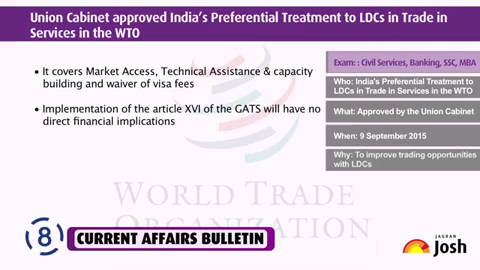 Union Cabinet approved India's Preferential Treatment to LDCs in Trade in
Services in the WTO
• It covers Market Access, Technical Assistance & capacity
building and waiver of visa fees
• Implementation of the article XVI of the GATS will have no
direct financial implications
Exam: : Civil Services, Banking, SSC, MBA
Who: India's Preferential Treatment to
LDCs in Trade in Services in the WTO
What: Approved by the Union Cabinet
When: 9 September 2015
Why: To improve trading opportunities
with LDCs
WORLD TRADE
ORGANIZATION
8 CURRENT AFFAIRS BULLETIN
JAGRAN
Josh